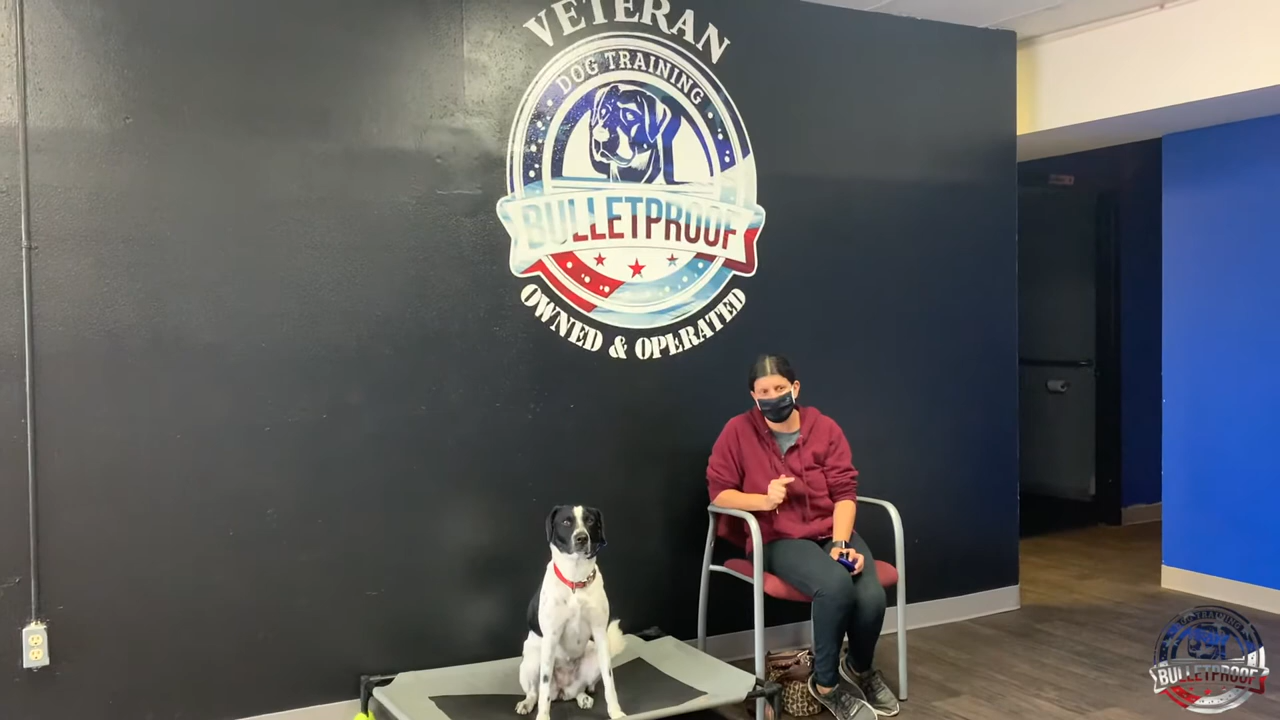 VETERAN
DOG TRAINING
BULLETPROOF
OWNED & OPERATED
BULLETPROOF